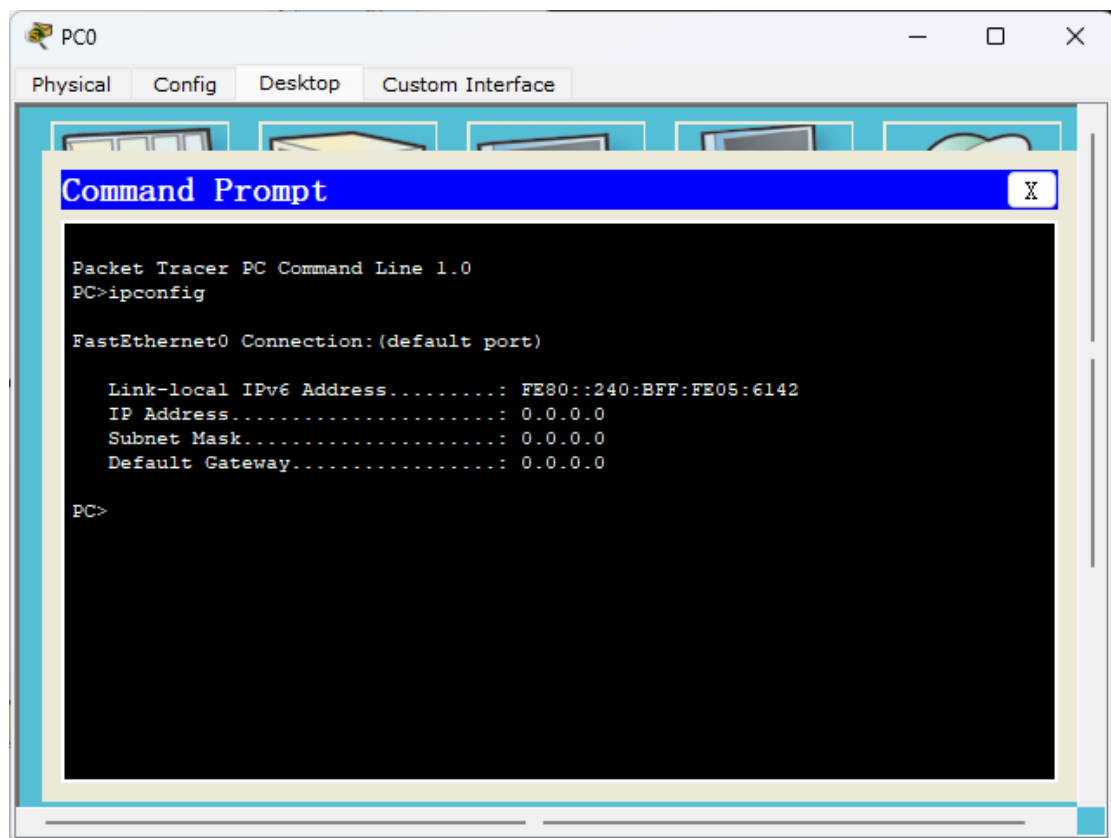 PC0
Physical Config Desktop Custom Interface
Command Prompt
X
Packet Tracer PC Command Line 1.0
PC>ipconfig
FastEthernet0 Connection:(default port)
Link-local IPv6 Address.........: FE80::240:BFF:FE05:6142
IP Address......................: 0.0.0.0
Subnet Mask.....................: 0.0.0.0
Default Gateway.................: 0.0.0.0
PC>